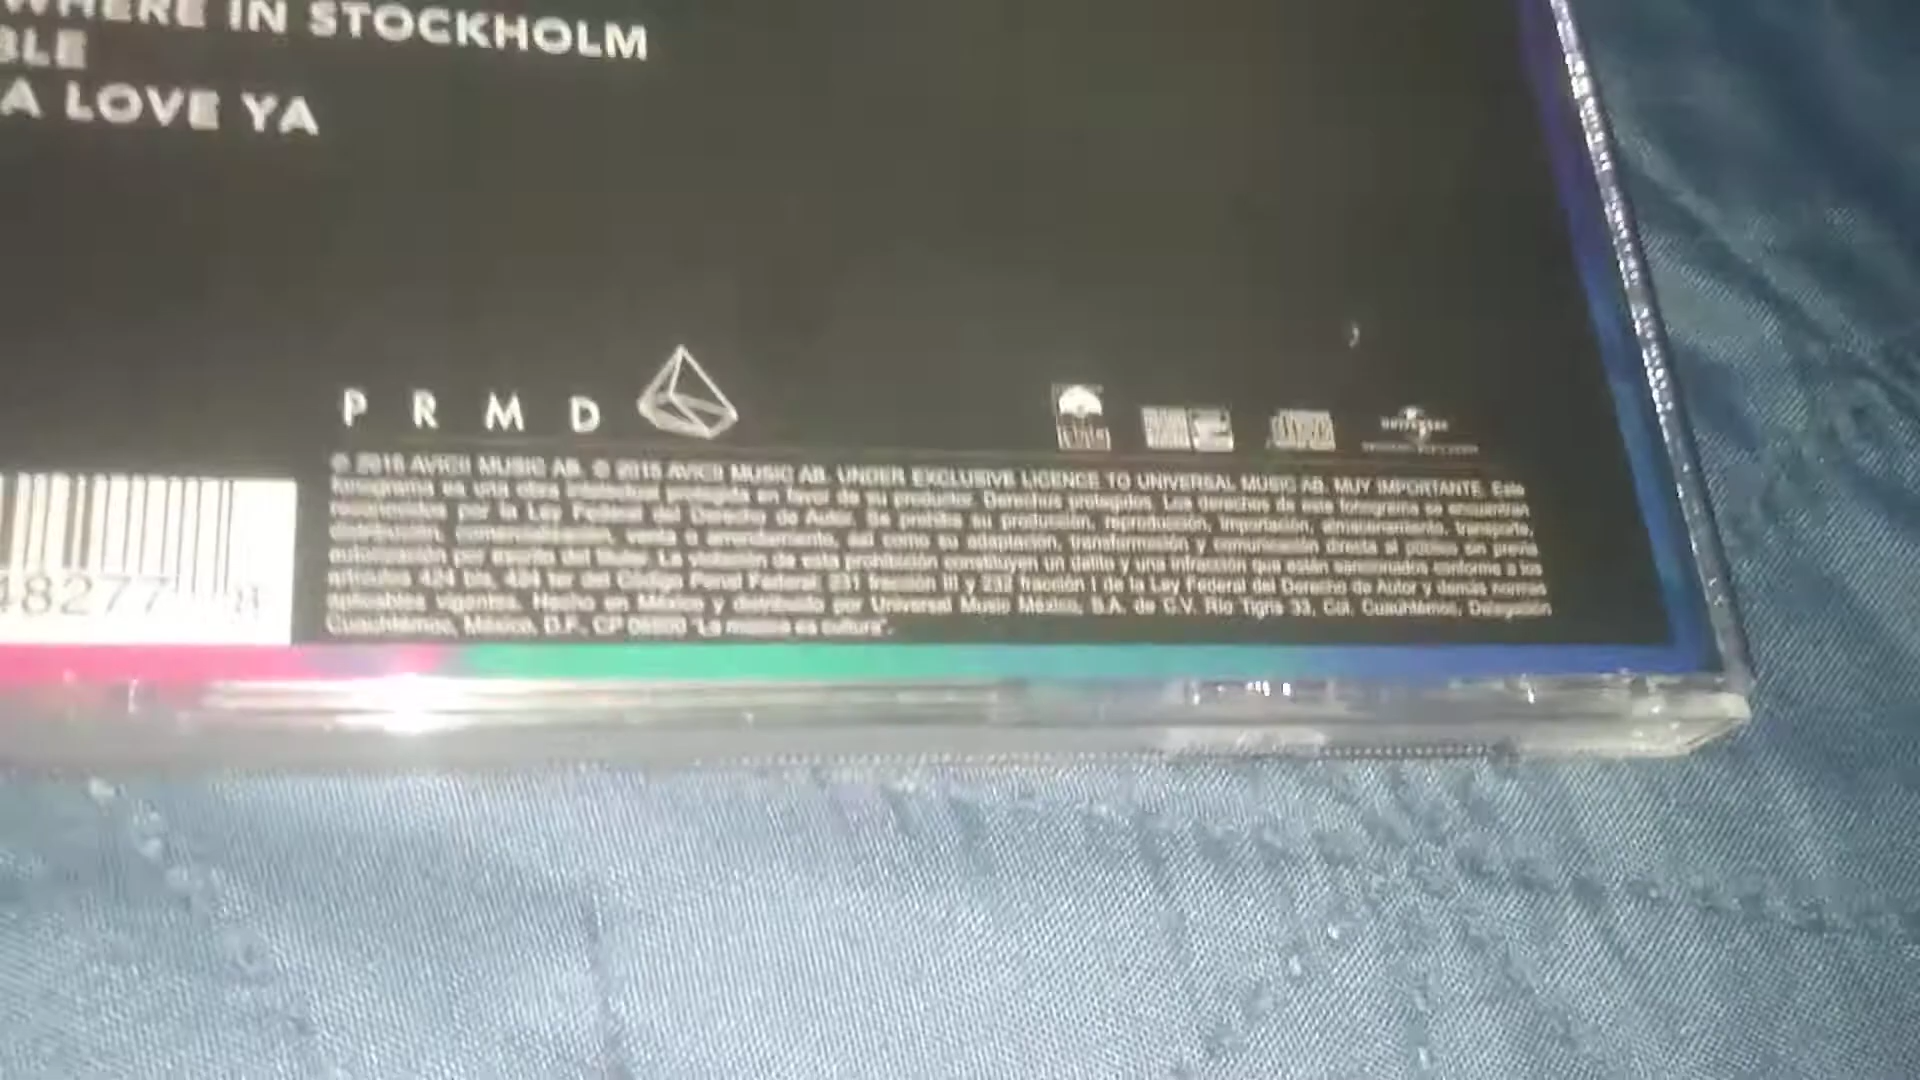 WHERE IN STOCKHOLM
BLE
A LOVE YA
P R M D
UNIVERSAL
48277 8
℗ 2015 AVICII MUSIC AB. © 2015 AVICII MUSIC AB. UNDER EXCLUSIVE LICENCE TO UNIVERSAL MUSIC AB. MUY IMPORTANTE. Este
fonograma es una obra intelectual protegida en favor de su productor. Derechos protegidos. Los derechos de este fonograma se encuentran
reconocidos por la Ley Federal del Derecho de Autor. Se prohibe su producción, reproducción, importación, almacenamiento, transporte,
distribución, comercialización, venta o arrendamiento, así como su adaptación, transformación y comunicación directa al público sin previa
autorización por escrito del titular. La violación de esta prohibición constituyen un delito y una infracción que están sancionados conforme a los
artículos 424 bis, 424 ter del Código Penal Federal; 231 fracción III y 232 fracción I de la Ley Federal del Derecho de Autor y demás normas
aplicables vigentes. Hecho en México y distribuido por Universal Music México, S.A. de C.V. Río Tigris 33, Col. Cuauhtémoc, Delegación
Cuauhtémoc, México, D.F., CP 06500 "La música es cultura".